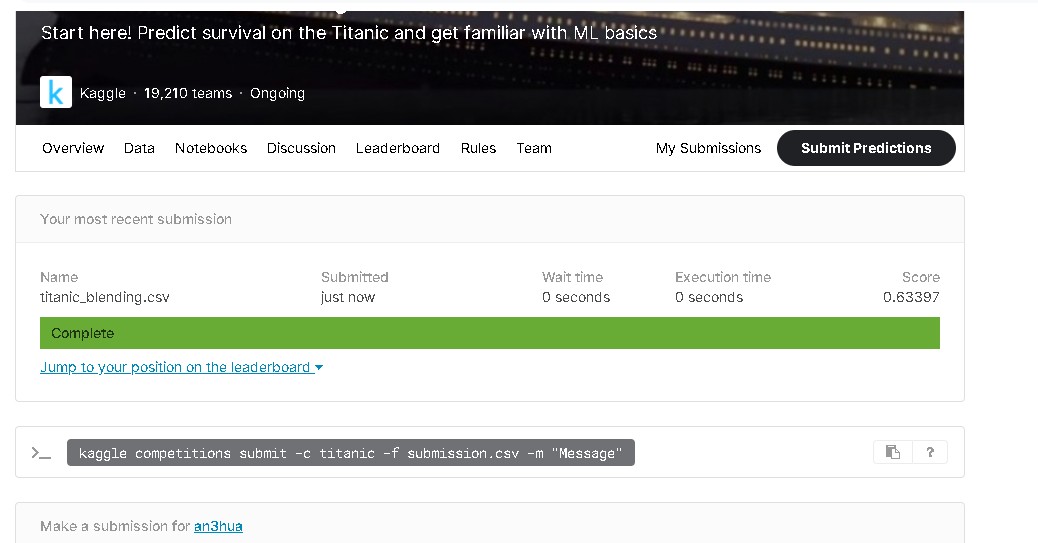 Start here! Predict survival on the Titanic and get familiar with ML basics
k Kaggle · 19,210 teams · Ongoing
Overview Data Notebooks Discussion Leaderboard Rules Team My Submissions Submit Predictions
Your most recent submission
Name Submitted Wait time Execution time Score
titanic_blending.csv just now 0 seconds 0 seconds 0.63397
Complete
Jump to your position on the leaderboard
>_ kaggle competitions submit -c titanic -f submission.csv -m "Message" ?
Make a submission for an3hua